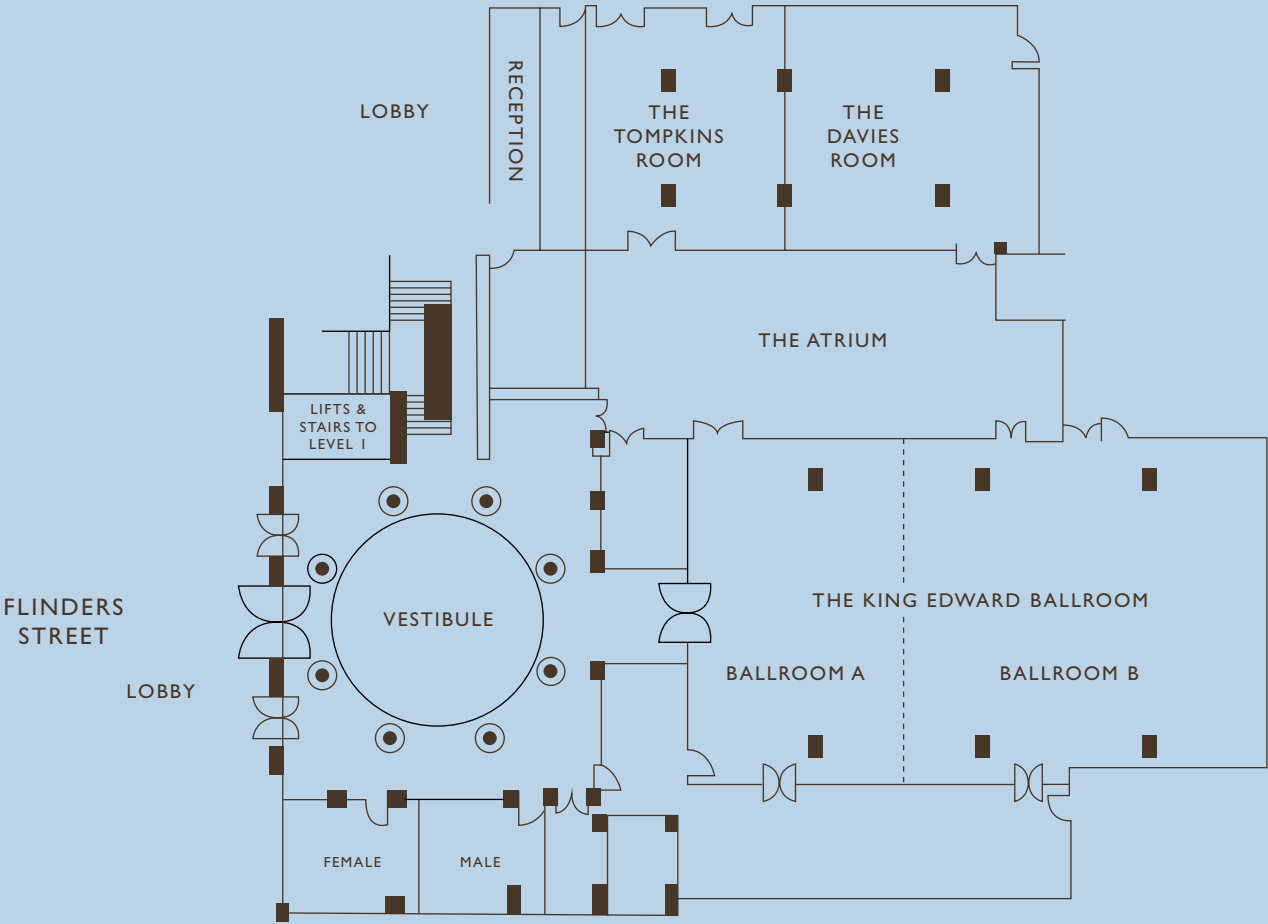 LOBBY
RECEPTION
THE
TOMPKINS
ROOM
THE
DAVIES
ROOM
THE ATRIUM
LIFTS &
STAIRS TO
LEVEL 1
FLINDERS
STREET
VESTIBULE
THE KING EDWARD BALLROOM
LOBBY
BALLROOM A
BALLROOM B
FEMALE
MALE